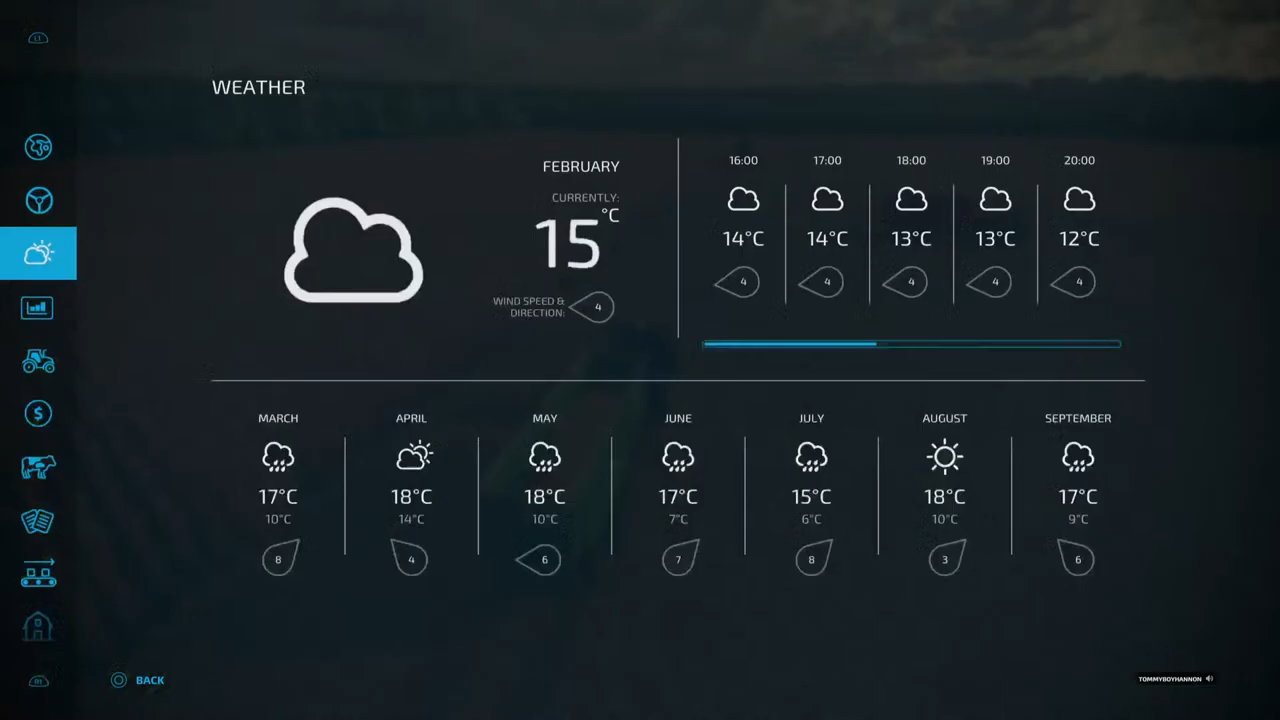 L1
WEATHER
FEBRUARY
CURRENTLY:
15 °C
WIND SPEED & DIRECTION: 4
16:00 17:00 18:00 19:00 20:00
14°C 14°C 13°C 13°C 12°C
4 4 4 4 4
MARCH APRIL MAY JUNE JULY AUGUST SEPTEMBER
17°C 18°C 18°C 17°C 15°C 18°C 17°C
10°C 14°C 10°C 7°C 6°C 10°C 9°C
8 4 6 7 8 3 6
R1
BACK
TOMMYBOYHANNON